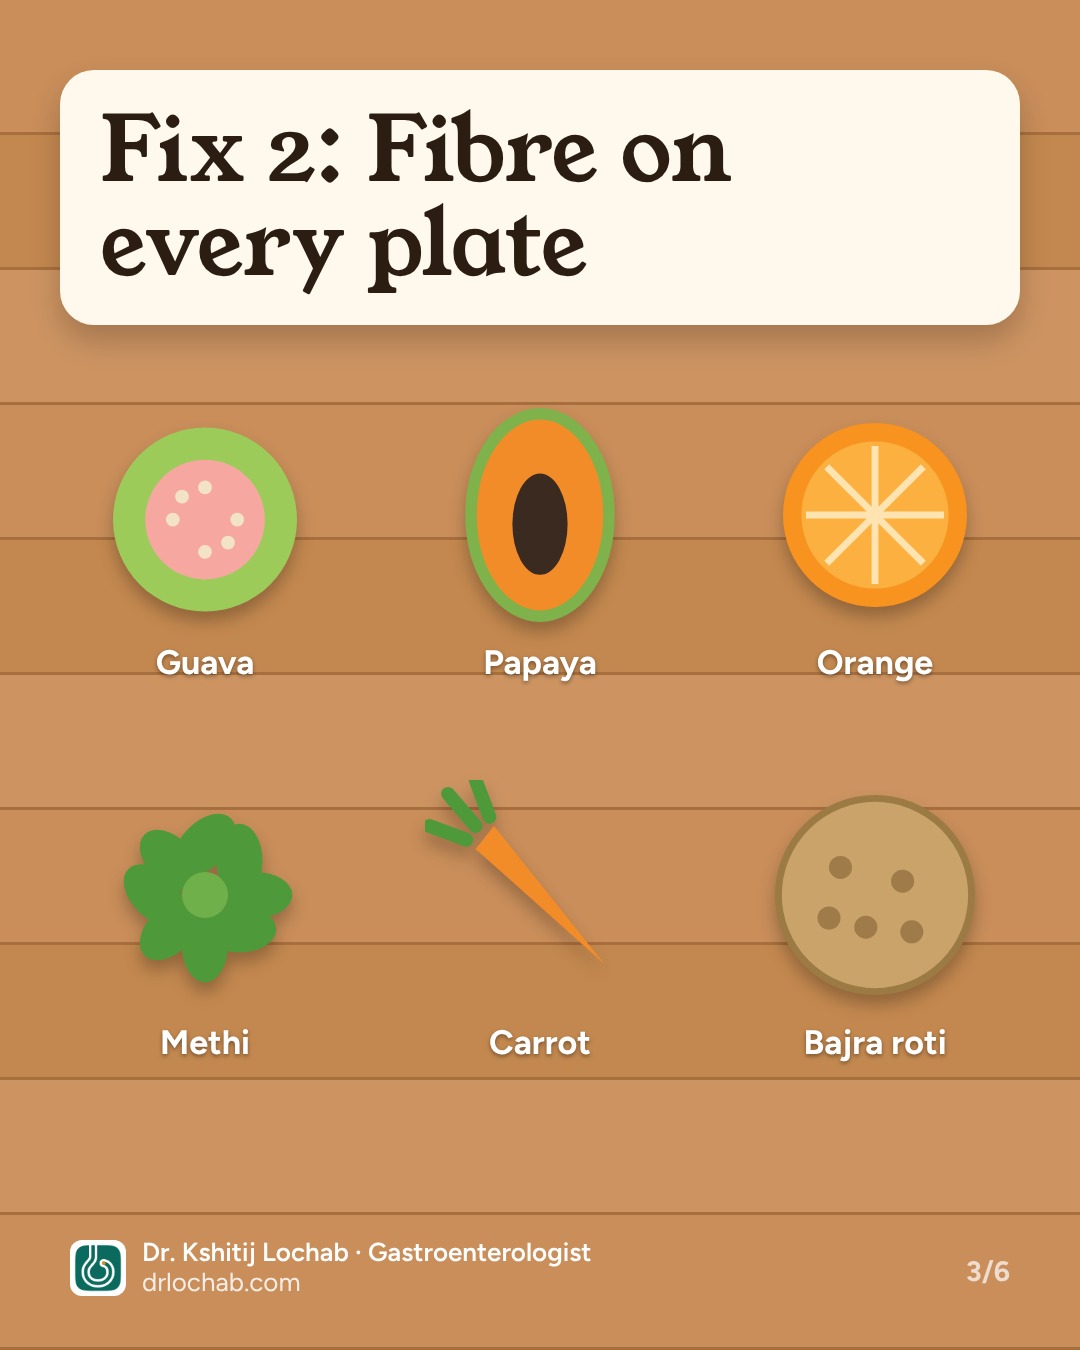 Fix 2: Fibre on
every plate
Guava
Papaya
Orange
Methi
Carrot
Bajra roti
Dr. Kshitij Lochab · Gastroenterologist
drlochab.com
3/6